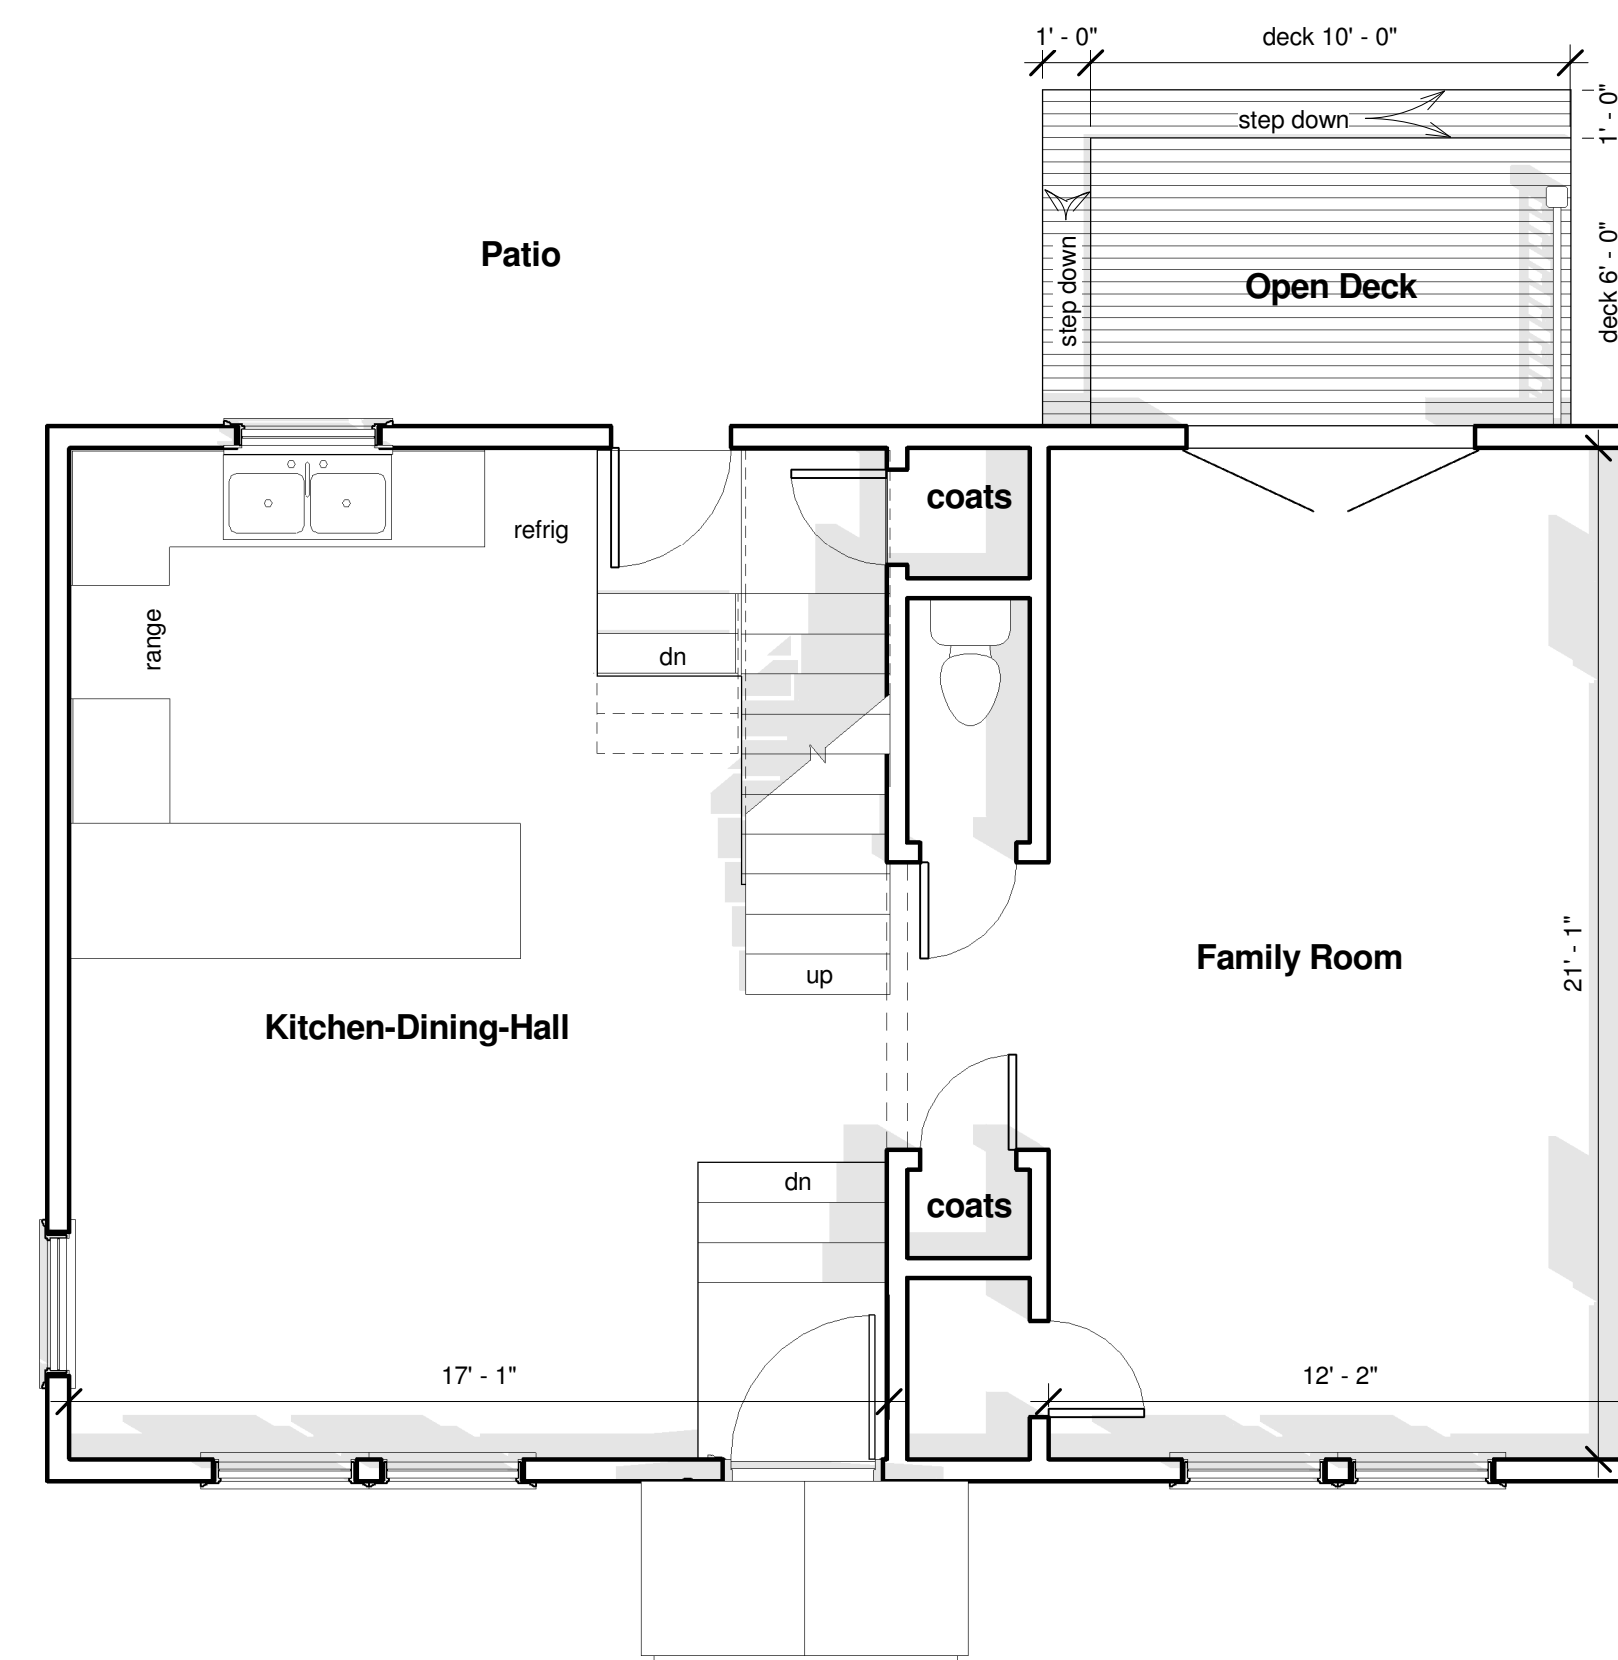 1' - 0"
deck 10' - 0"
1' - 0"
step down
deck 6' - 0"
step down
Patio
Open Deck
coats
refrig
range
dn
up
Family Room
21' - 1"
Kitchen-Dining-Hall
dn
coats
17' - 1"
12' - 2"